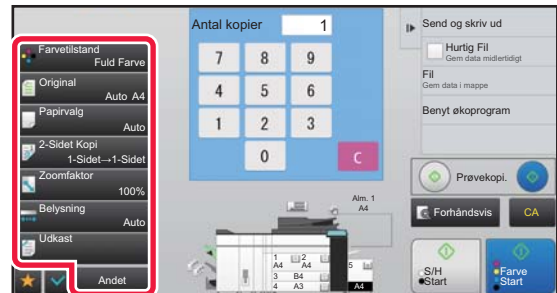 Farvetilstand
Fuld Farve
Original
Auto A4
Papirvalg
Auto
2-Sidet Kopi
1-Sidet→1-Sidet
Zoomfaktor
100%
Belysning
Auto
Udkast
Andet
Antal kopier 1
7 8 9
4 5 6
1 2 3
0 C
Alm. 1
A4
1 A4 2 A4
3 B4
4 A3
5 A4
Send og skriv ud
Hurtig Fil
Gem data midlertidigt
Fil
Gem data i mappe
Benyt økoprogram
Prøvekopi.
Forhåndsvis CA
S/H
Start
Farve
Start